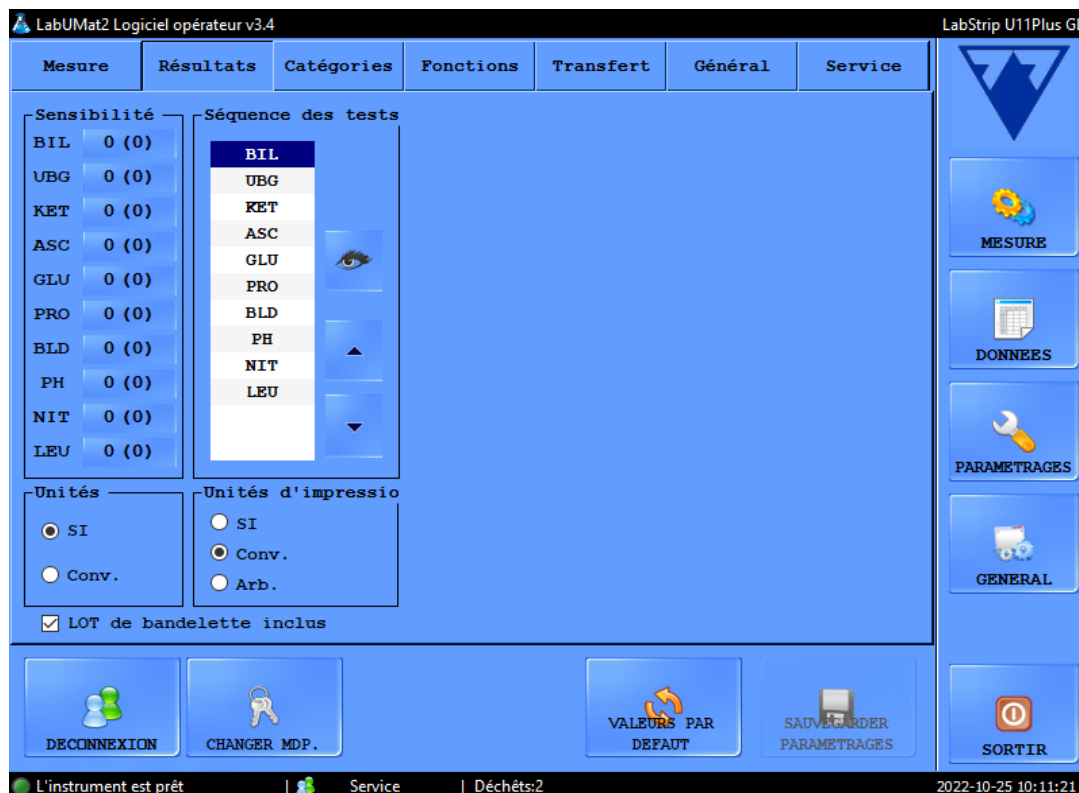 LabUMat2 Logiciel opérateur v3.4
LabStrip U11Plus Gl
Mesure
Résultats
Catégories
Fonctions
Transfert
Général
Service
Sensibilité
BIL 0 (0)
UBG 0 (0)
KET 0 (0)
ASC 0 (0)
GLU 0 (0)
PRO 0 (0)
BLD 0 (0)
PH 0 (0)
NIT 0 (0)
LEU 0 (0)
Séquence des tests
BIL
UBG
KET
ASC
GLU
PRO
BLD
PH
NIT
LEU
Unités
SI
Conv.
Unités d'impressio
SI
Conv.
Arb.
LOT de bandelette inclus
MESURE
DONNEES
PARAMETRAGES
GENERAL
DECONNEXION
CHANGER MDP.
VALEURS PAR
DEFAUT
SAUVEGARDER
PARAMETRAGES
SORTIR
L'instrument est prêt | Service | Déchêts:2
2022-10-25 10:11:21